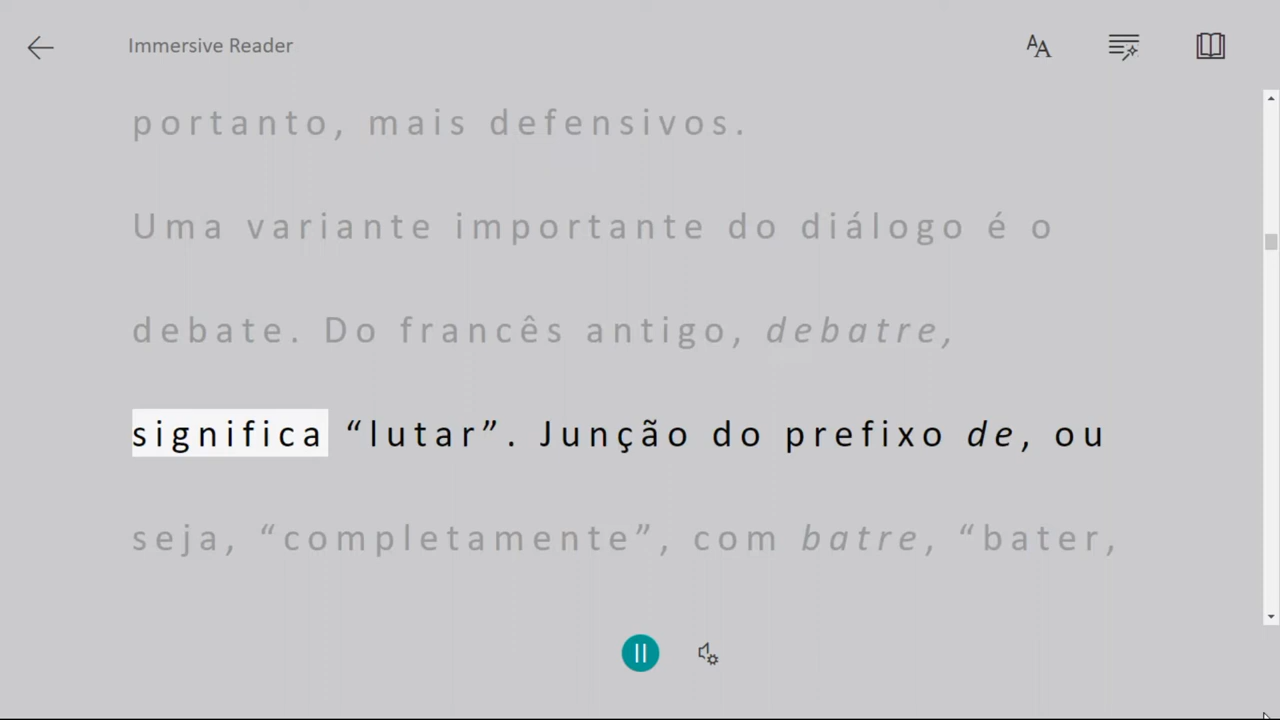 Immersive Reader
AA
portanto, mais defensivos.
Uma variante importante do diálogo é o
debate. Do francês antigo, debatre,
significa “lutar”. Junção do prefixo de, ou
seja, “completamente”, com batre, “bater,